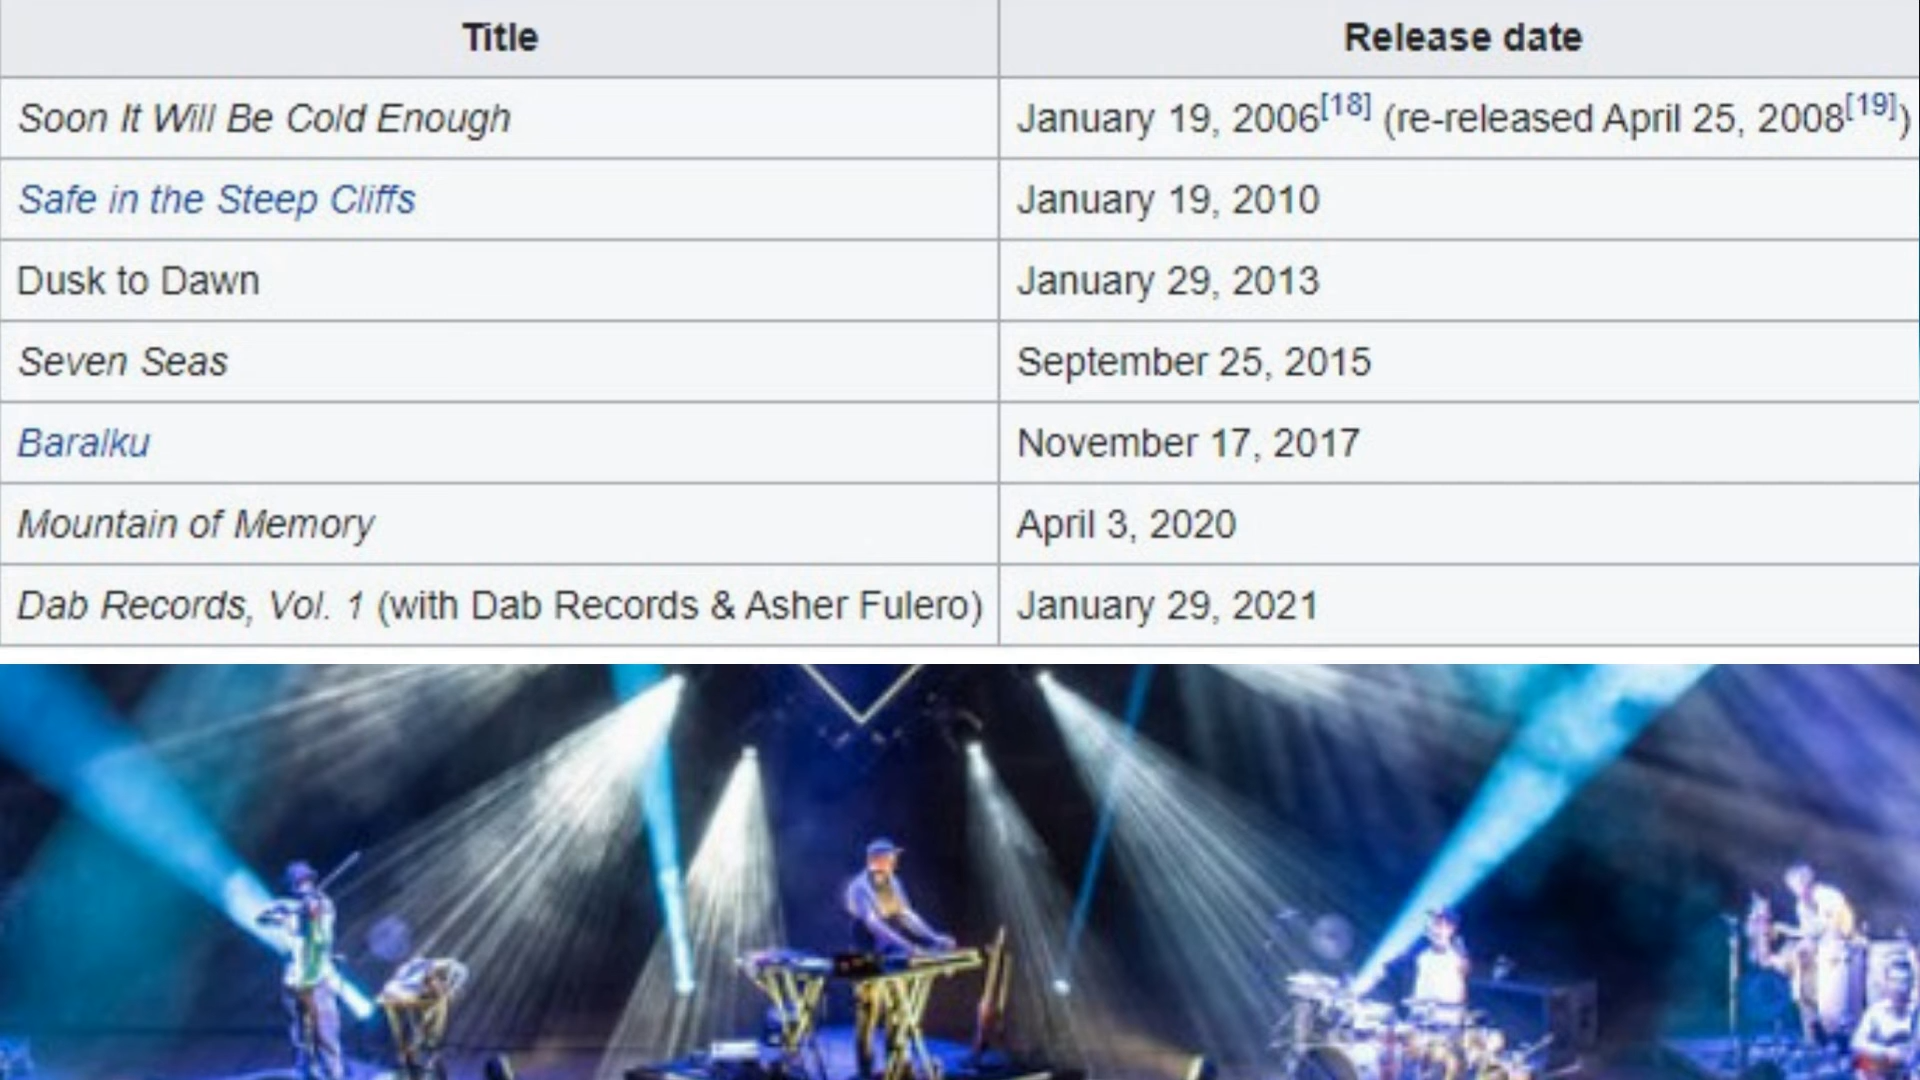 Title Release date
Soon It Will Be Cold Enough January 19, 2006[18] (re-released April 25, 2008[19])
Safe in the Steep Cliffs January 19, 2010
Dusk to Dawn January 29, 2013
Seven Seas September 25, 2015
Baralku November 17, 2017
Mountain of Memory April 3, 2020
Dab Records, Vol. 1 (with Dab Records & Asher Fulero) January 29, 2021